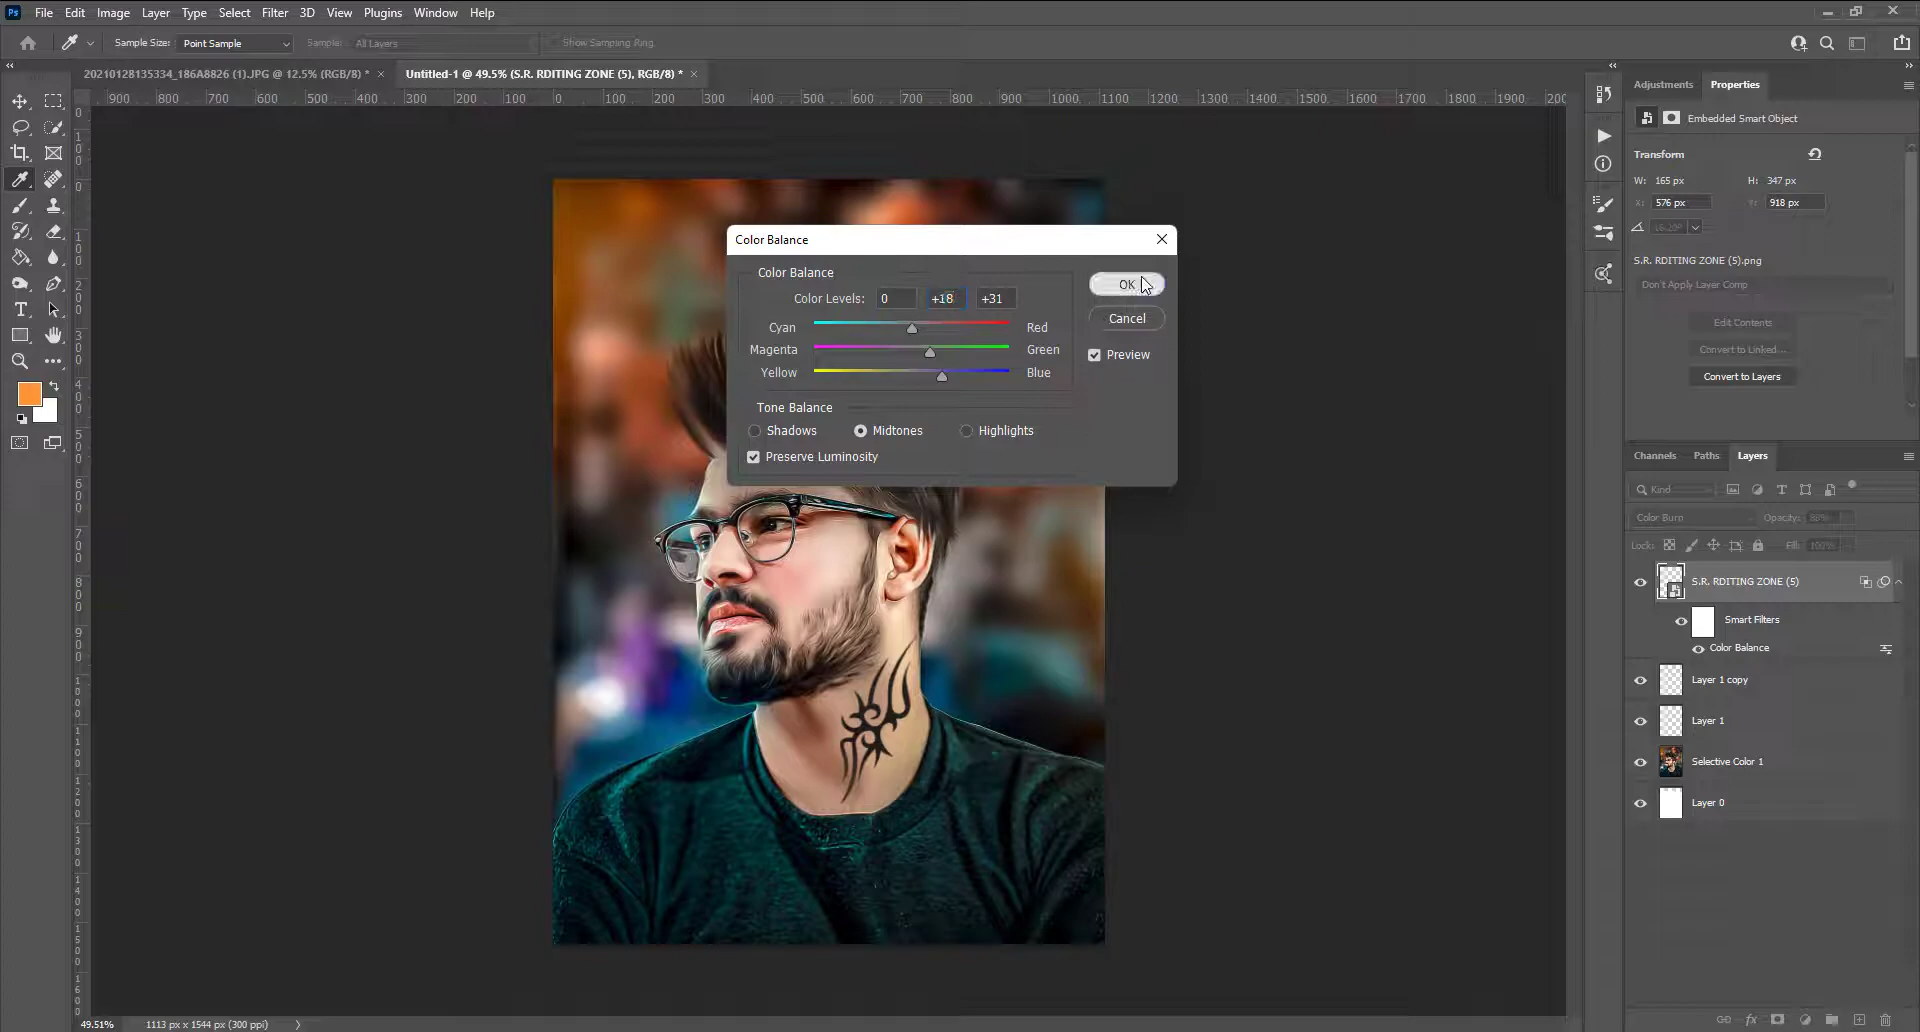 Ps File Edit Image Layer Type Select Filter 3D View Plugins Window Help
Sample Size: Point Sample Sample: All Layers Show Sampling Ring
20210128135334_186A8826 (1).JPG @ 12.5% (RGB/8) * × Untitled-1 @ 49.5% (S.R. RDITING ZONE (5), RGB/8) * ×
900 800 700 600 500 400 300 200 100 0 100 200 300 400 500 600 700 800 900 1000 1100 1200 1300 1400 1500 1600 1700 1800 1900 200
Adjustments Properties
Embedded Smart Object
Transform
W: 165 px H: 347 px
X: 576 px Y: 918 px
S.R. RDITING ZONE (5).png
Don't Apply Layer Comp
Edit Contents
Convert to Linked...
Convert to Layers
Color Balance
Color Balance
Color Levels: 0 +18 +31
Cyan Red
Magenta Green
Yellow Blue
OK
Cancel
Preview
Tone Balance
Shadows Midtones Highlights
Preserve Luminosity
Channels Paths Layers
Kind
Color Burn Opacity: 88%
Lock: Fill: 100%
S.R. RDITING ZONE (5)
Smart Filters
Color Balance
Layer 1 copy
Layer 1
Selective Color 1
Layer 0
fx
49.51% 1113 px x 1544 px (300 ppi)